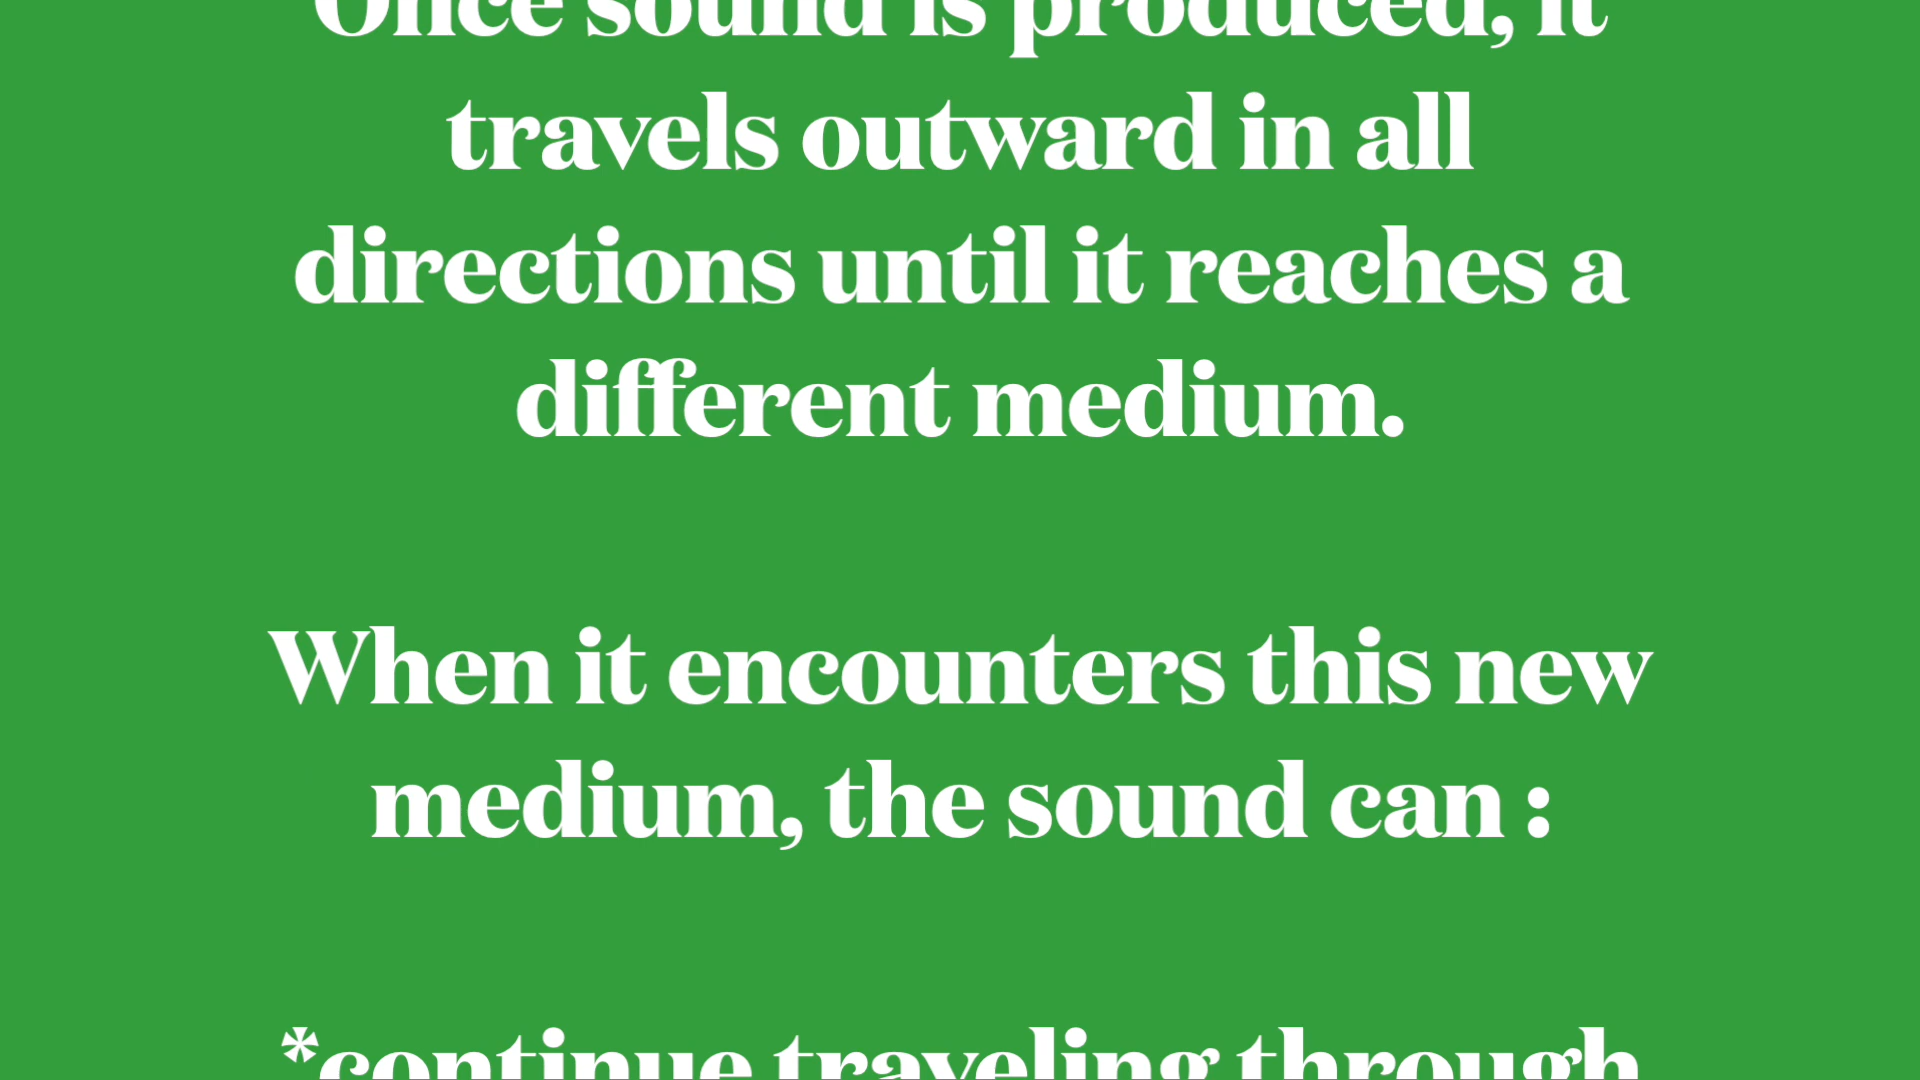 Once sound is produced, it
travels outward in all
directions until it reaches a
different medium.
When it encounters this new
medium, the sound can :
*continue traveling through